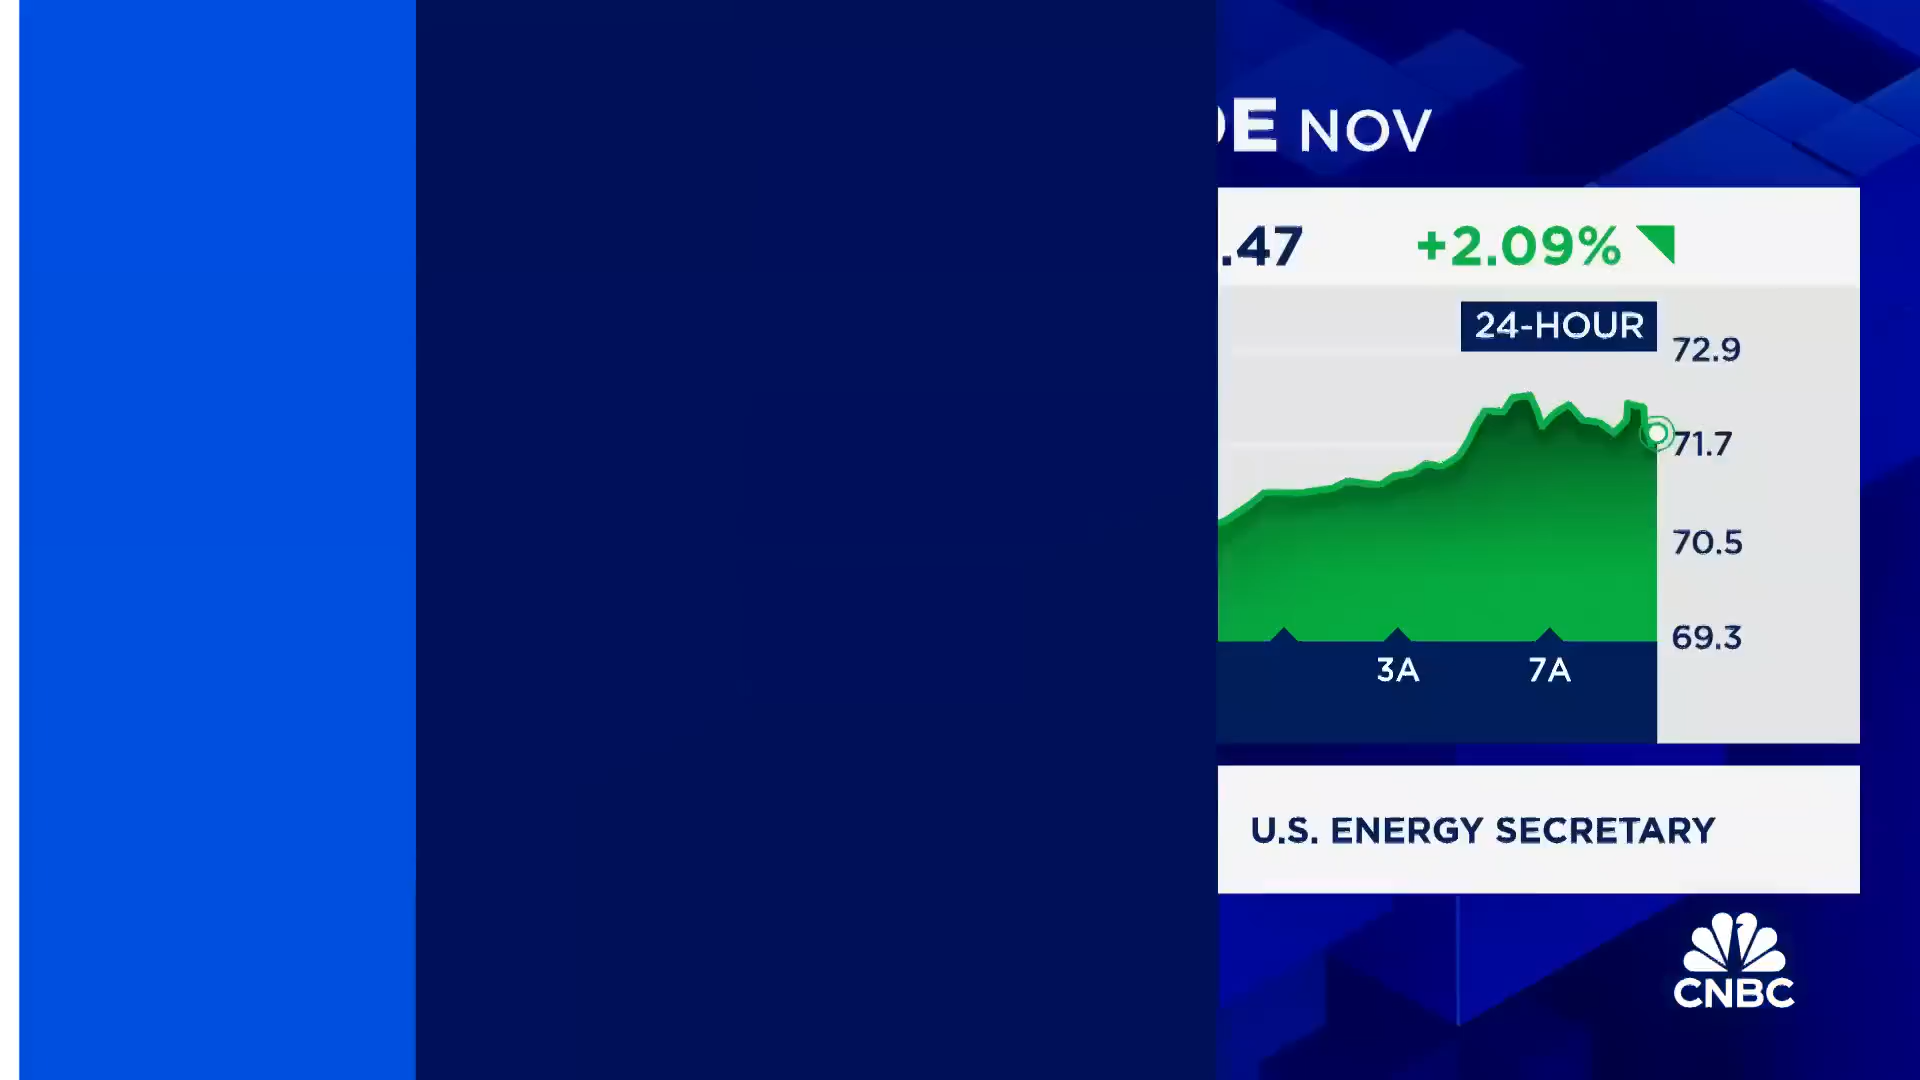 DE NOV
.47 +2.09%
24-HOUR
72.9
71.7
70.5
69.3
3A 7A
U.S. ENERGY SECRETARY
CNBC